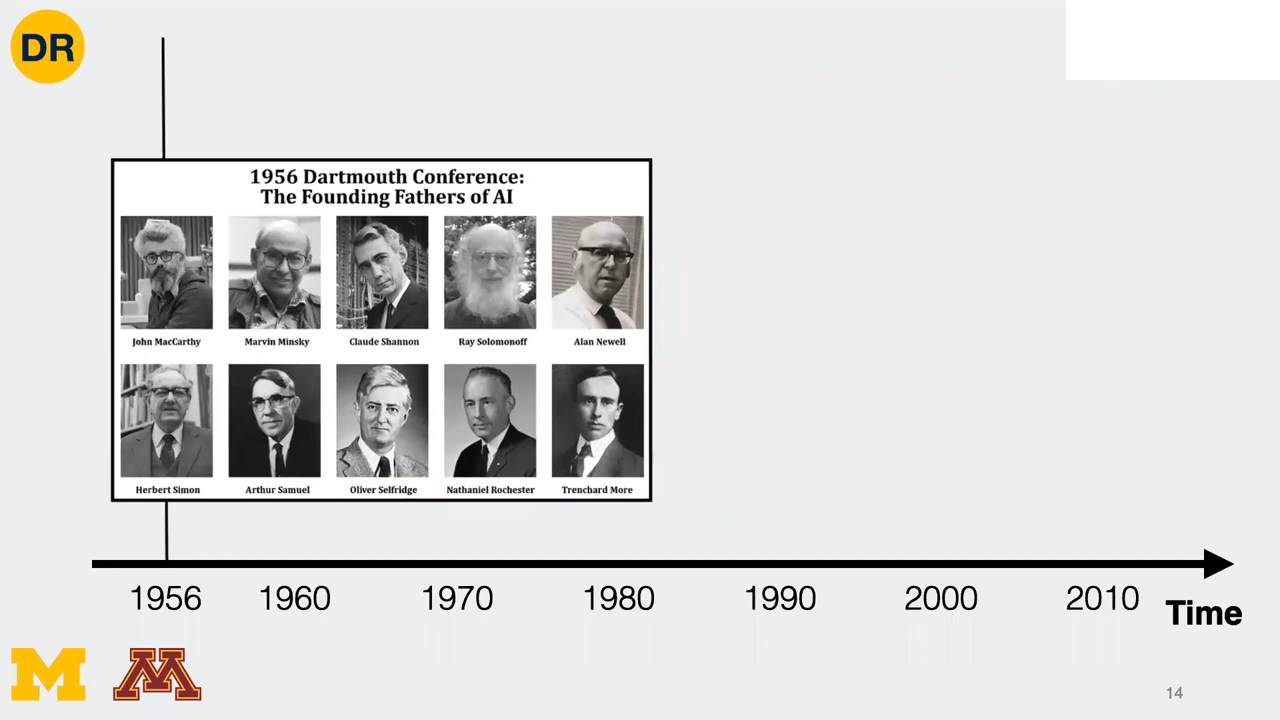 DR
1956 Dartmouth Conference:
The Founding Fathers of AI
John MacCarthy
Marvin Minsky
Claude Shannon
Ray Solomonoff
Alan Newell
Herbert Simon
Arthur Samuel
Oliver Selfridge
Nathaniel Rochester
Trenchard More
1956
1960
1970
1980
1990
2000
2010
Time
M
M
14